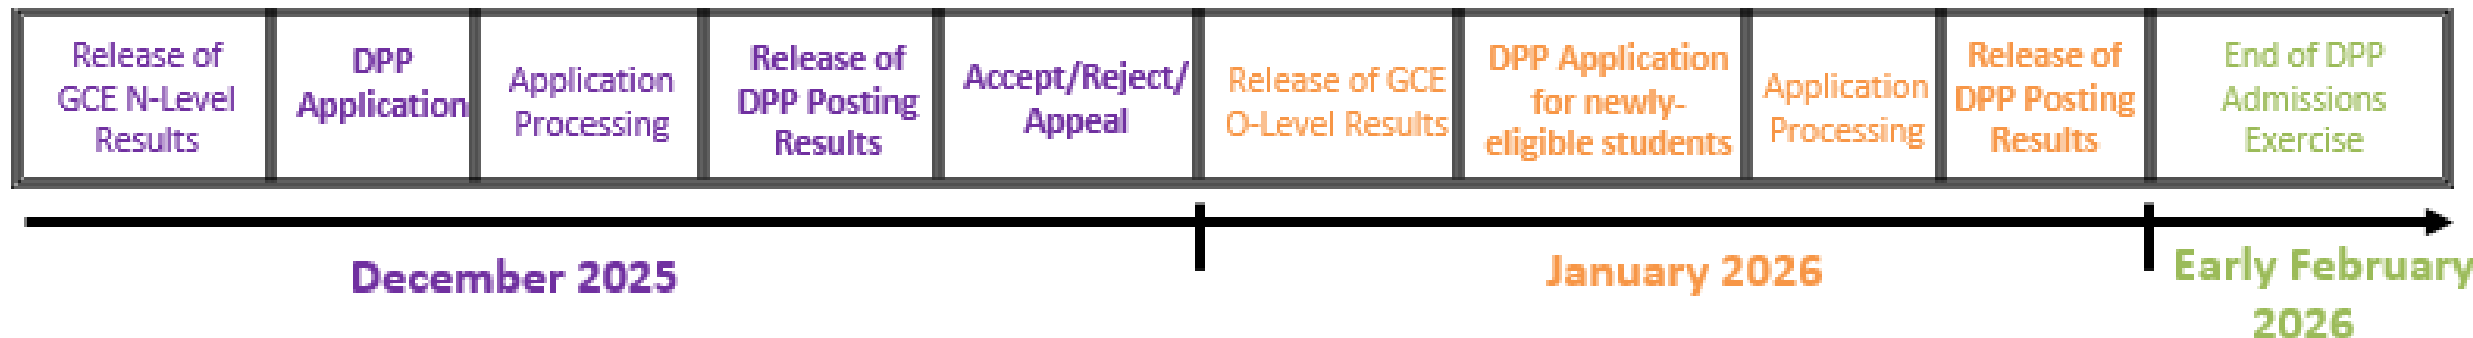 Release of
GCE N-Level
Results
DPP
Application
Application
Processing
Release of
DPP Posting
Results
Accept/Reject/
Appeal
Release of GCE
O-Level Results
DPP Application
for newly-
eligible students
Application
Processing
Release of
DPP Posting
Results
End of DPP
Admissions
Exercise
December 2025
January 2026
Early February
2026